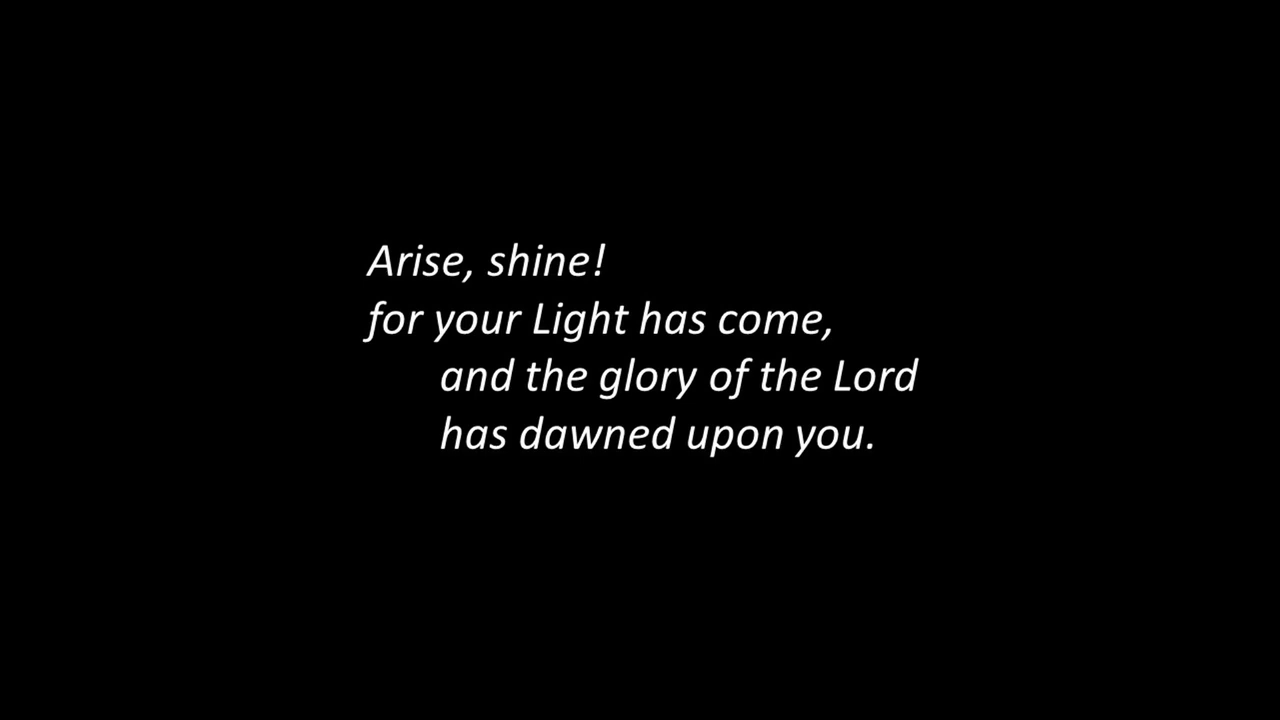 Arise, shine!
for your Light has come,
and the glory of the Lord
has dawned upon you.